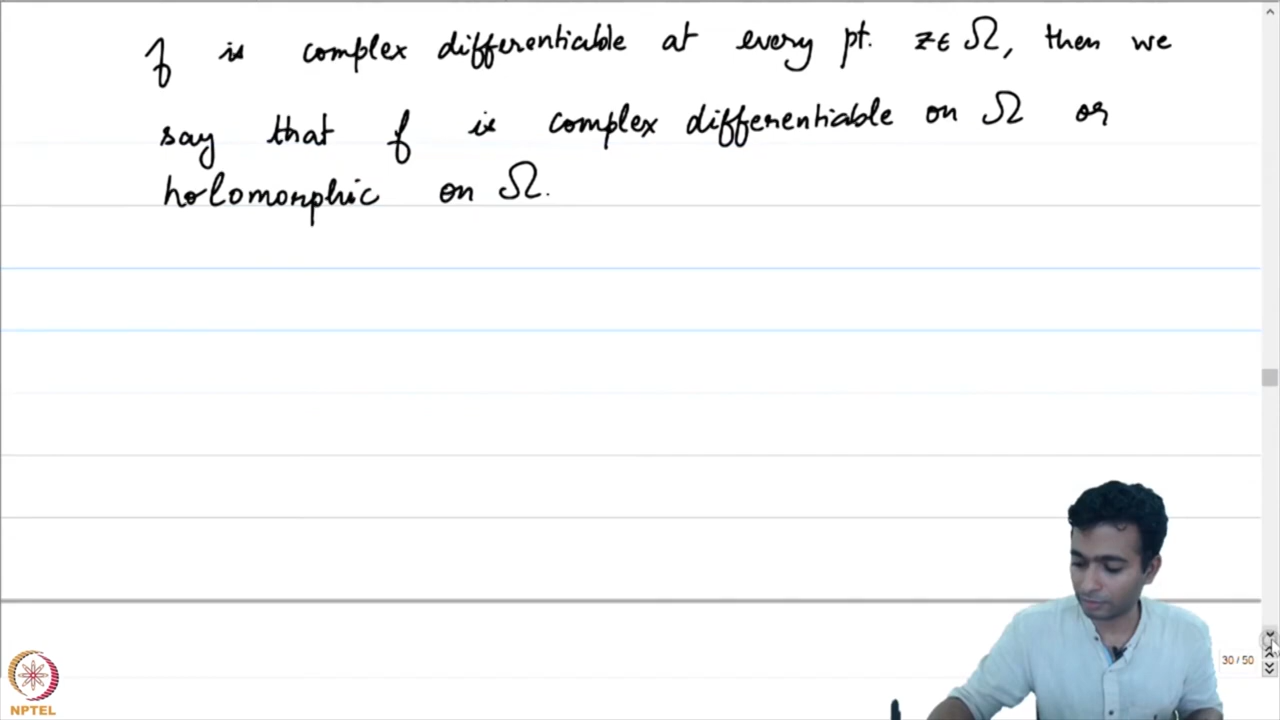 f is complex differentiable at every pt. z ∈ Ω, then we
say that f is complex differentiable on Ω or
holomorphic on Ω.
30 / 50
NPTEL